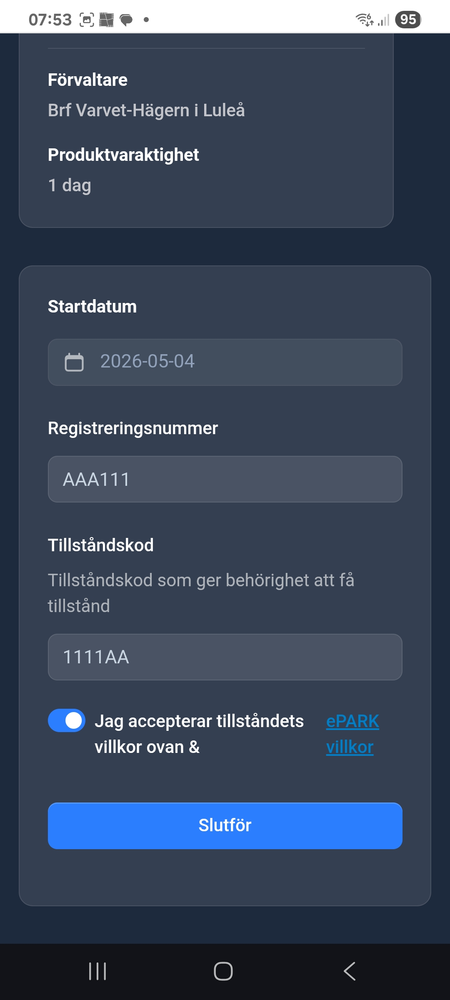 07:53
6
95
Förvaltare
Brf Varvet-Hägern i Luleå
Produktvaraktighet
1 dag
Startdatum
2026-05-04
Registreringsnummer
AAA111
Tillståndskod
Tillståndskod som ger behörighet att få
tillstånd
1111AA
Jag accepterar tillståndets
villkor ovan &
ePARK
villkor
Slutför